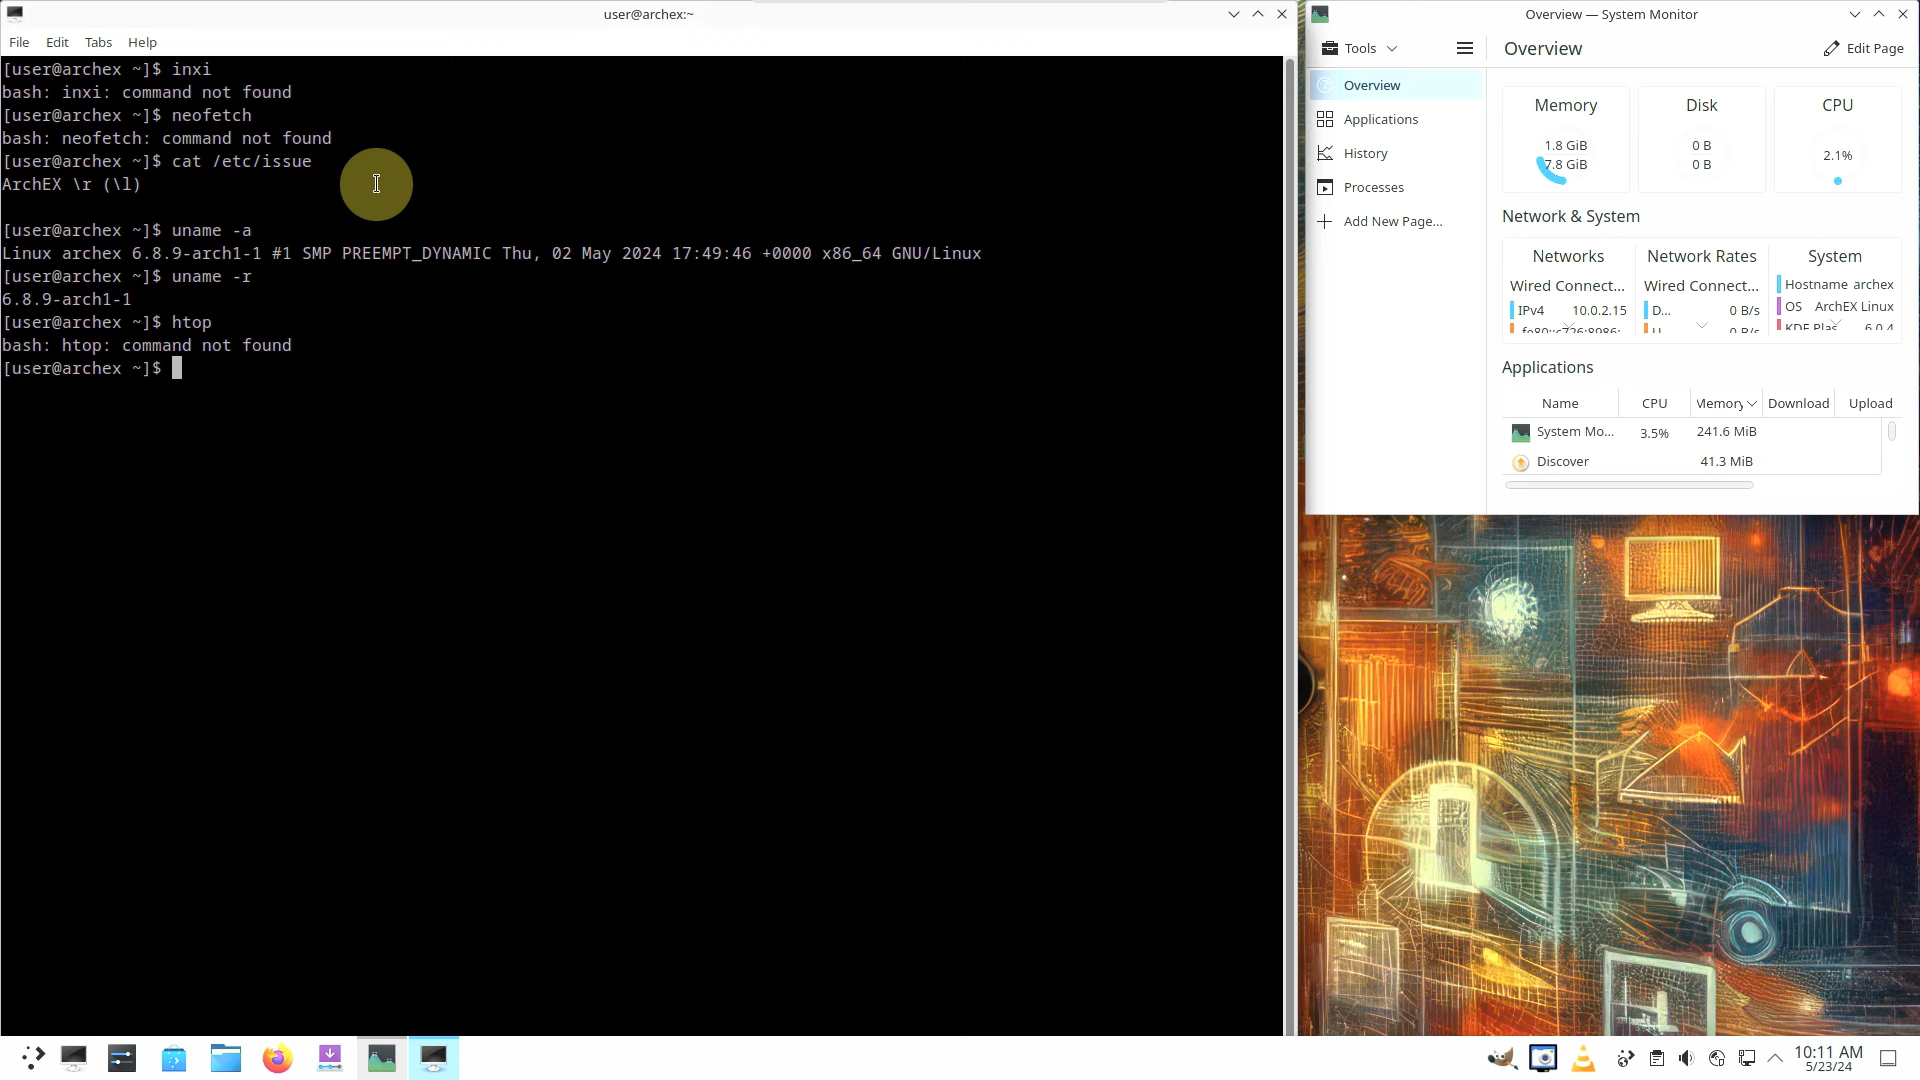 user@archex:~
File Edit Tabs Help
[user@archex ~]$ inxi
bash: inxi: command not found
[user@archex ~]$ neofetch
bash: neofetch: command not found
[user@archex ~]$ cat /etc/issue
ArchEX \r (\l)
[user@archex ~]$ uname -a
Linux archex 6.8.9-arch1-1 #1 SMP PREEMPT_DYNAMIC Thu, 02 May 2024 17:49:46 +0000 x86_64 GNU/Linux
[user@archex ~]$ uname -r
6.8.9-arch1-1
[user@archex ~]$ htop
bash: htop: command not found
[user@archex ~]$
Overview — System Monitor
Tools
Overview
Edit Page
Overview
Applications
History
Processes
Add New Page...
Memory
1.8 GiB
7.8 GiB
Disk
0 B
0 B
CPU
2.1%
Network & System
Networks
Wired Connect...
IPv4 10.0.2.15
Network Rates
Wired Connect...
D... 0 B/s
System
Hostname archex
OS ArchEX Linux
KDE Plas 6.0.4
Applications
Name CPU Memory Download Upload
System Mo... 3.5% 241.6 MiB
Discover 41.3 MiB
10:11 AM
5/23/24